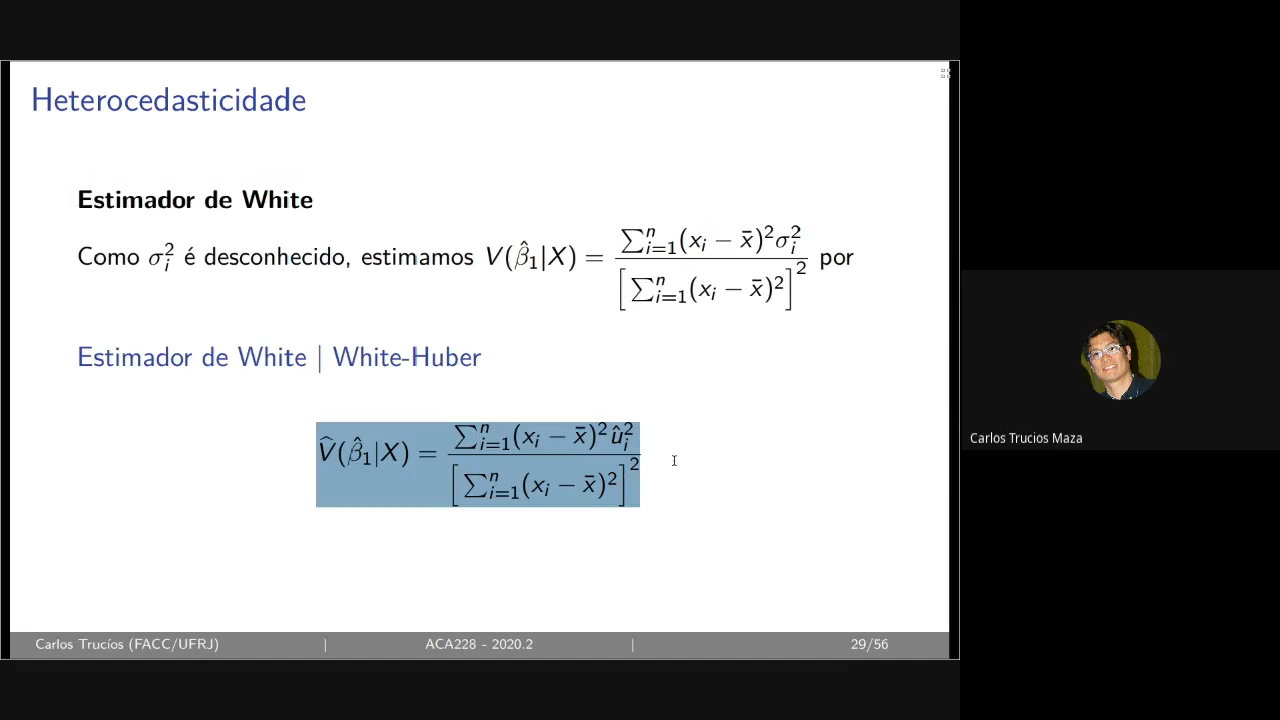 Heterocedasticidade
Estimador de White
Como σ_i^2 é desconhecido, estimamos V(β̂_1|X) = \frac{∑_{i=1}^n (x_i − x̄)^2 σ_i^2}{[∑_{i=1}^n (x_i − x̄)^2]^2} por
Estimador de White | White-Huber
V̂(β̂_1|X) = \frac{∑_{i=1}^n (x_i − x̄)^2 û_i^2}{[∑_{i=1}^n (x_i − x̄)^2]^2}
Carlos Trucios Maza
Carlos Trucíos (FACC/UFRJ) | ACA228 - 2020.2 | 29/56